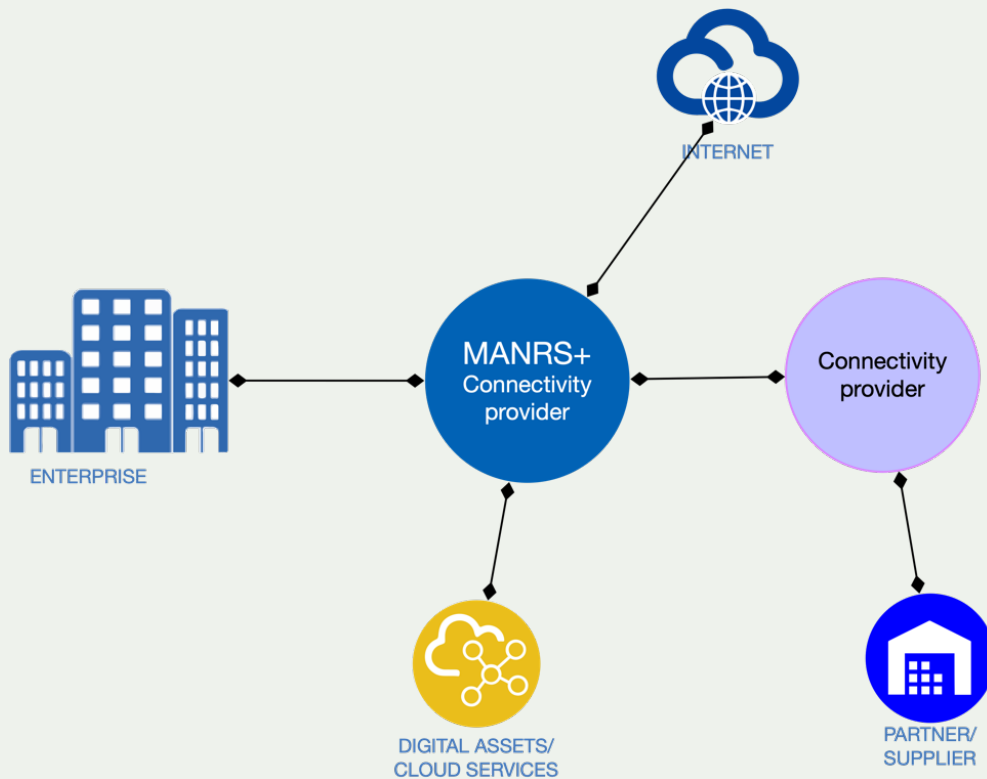 INTERNET
MANRS+
Connectivity
provider
Connectivity
provider
ENTERPRISE
DIGITAL ASSETS/
CLOUD SERVICES
PARTNER/
SUPPLIER